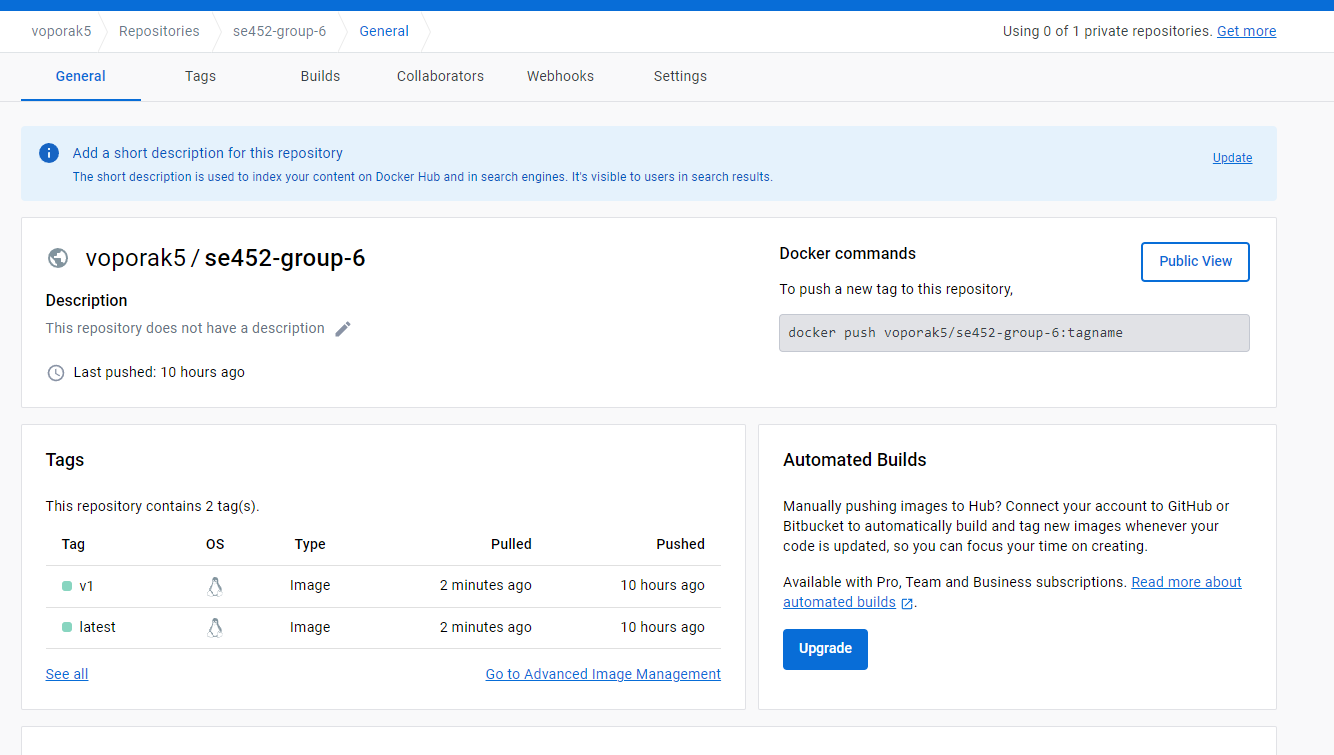 voporak5 Repositories se452-group-6 General Using 0 of 1 private repositories. Get more
General Tags Builds Collaborators Webhooks Settings
Add a short description for this repository
Update
The short description is used to index your content on Docker Hub and in search engines. It's visible to users in search results.
voporak5 / se452-group-6
Description
This repository does not have a description
Last pushed: 10 hours ago
Docker commands
Public View
To push a new tag to this repository,
docker push voporak5/se452-group-6:tagname
Tags
This repository contains 2 tag(s).
Tag OS Type Pulled Pushed
v1 Image 2 minutes ago 10 hours ago
latest Image 2 minutes ago 10 hours ago
See all Go to Advanced Image Management
Automated Builds
Manually pushing images to Hub? Connect your account to GitHub or
Bitbucket to automatically build and tag new images whenever your
code is updated, so you can focus your time on creating.
Available with Pro, Team and Business subscriptions. Read more about
automated builds .
Upgrade